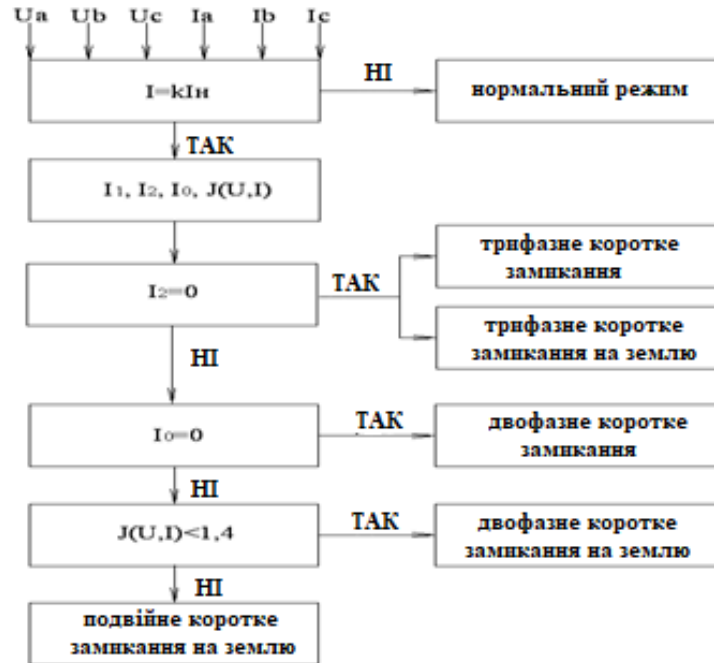 Ua Ub Uc Ia Ib Ic
I=kIн
НІ
нормальний режим
ТАК
I1, I2, I0, J(U,I)
I2=0
ТАК
трифазне коротке
замикання
трифазне коротке
замикання на землю
НІ
I0=0
ТАК
двофазне коротке
замикання
НІ
J(U,I)<1,4
ТАК
двофазне коротке
замикання на землю
НІ
подвійне коротке
замикання на землю